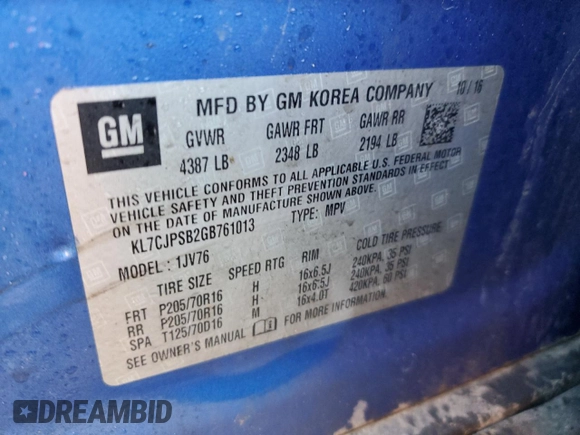 GM
MFD BY GM KOREA COMPANY 10 / 16
GVWR GAWR FRT GAWR RR
4387 LB 2348 LB 2194 LB
THIS VEHICLE CONFORMS TO ALL APPLICABLE U.S. FEDERAL MOTOR
VEHICLE SAFETY AND THEFT PREVENTION STANDARDS IN EFFECT
ON THE DATE OF MANUFACTURE SHOWN ABOVE.
KL7CJPSB2GB761013 TYPE: MPV
MODEL : 1JV76
TIRE SIZE SPEED RTG RIM COLD TIRE PRESSURE
FRT P205/70R16 H 16x6.5J 240KPA, 35 PSI
RR P205/70R16 H 16x6.5J 240KPA, 35 PSI
SPA T125/70D16 M 16x4.0T 420KPA, 60 PSI
SEE OWNER'S MANUAL FOR MORE INFORMATION.
DREAMBID